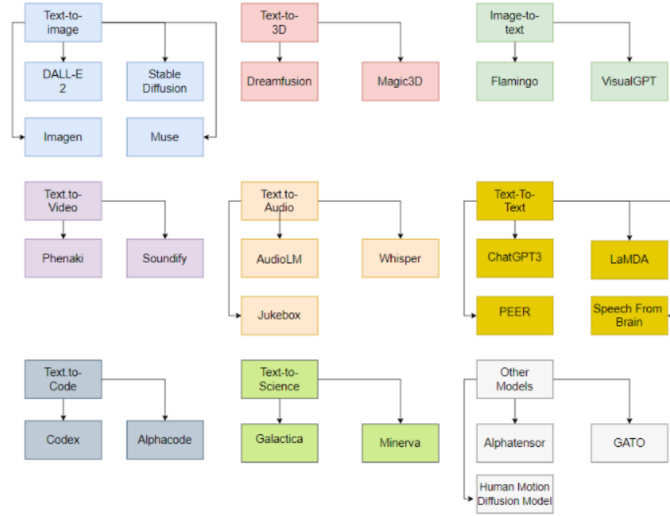 Text-to-
image
Text-to-
3D
Image-to-
text
DALL-E
2
Stable
Diffusion
Dreamfusion
Magic3D
Flamingo
VisualGPT
Imagen
Muse
Text.to-
Video
Text.to-
Audio
Text-To-
Text
Phenaki
Soundify
AudioLM
Whisper
ChatGPT3
LaMDA
Jukebox
PEER
Speech From
Brain
Text.to-
Code
Text-to-
Science
Other
Models
Codex
Alphacode
Galactica
Minerva
Alphatensor
GATO
Human Motion
Diffusion Model